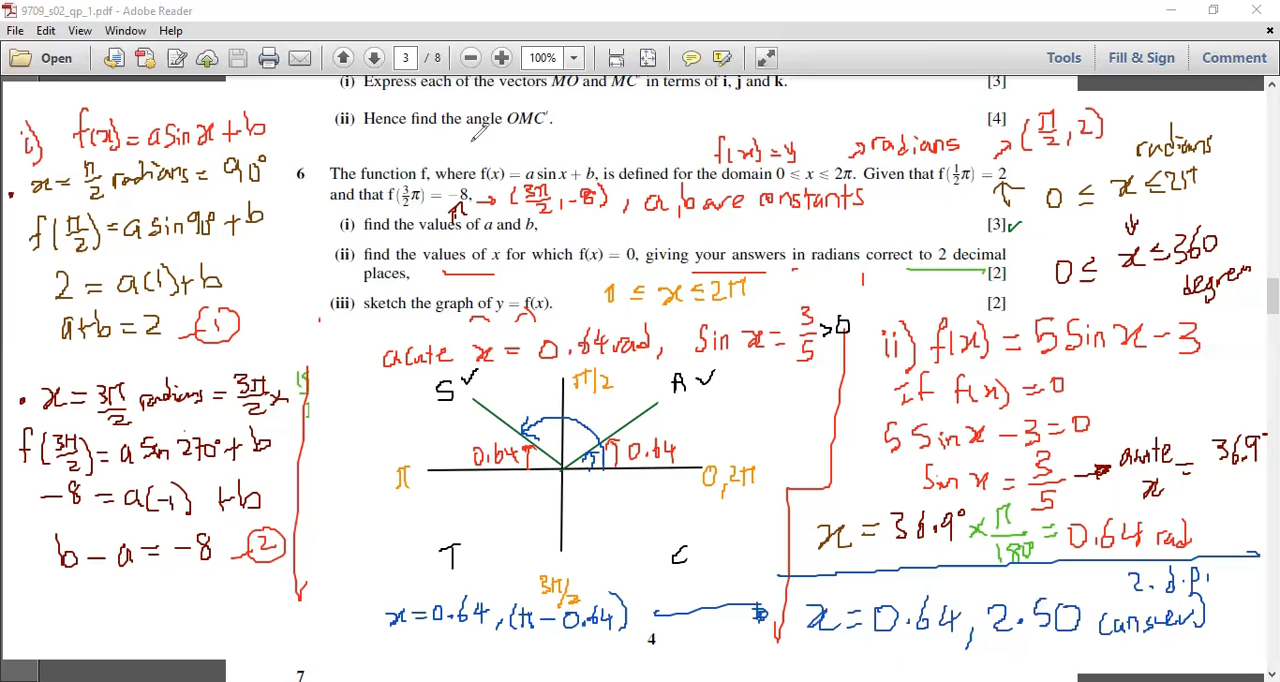 9709_s02_qp_1.pdf - Adobe Reader
File Edit View Window Help
Open 3 / 8 100% Tools Fill & Sign Comment
(i) Express each of the vectors MO and MC′ in terms of i, j and k. [3]
(ii) Hence find the angle OMC′. [4]
6 The function f, where f(x) = a sin x + b, is defined for the domain 0 ≤ x ≤ 2π. Given that f(½π) = 2
and that f(3/2 π) = −8,
(i) find the values of a and b, [3] ✓
(ii) find the values of x for which f(x) = 0, giving your answers in radians correct to 2 decimal
places, [2]
(iii) sketch the graph of y = f(x). [2]
f(x) = y
→ radians
→ (π/2, 2)
π → (3π/2, −8), a, b are constants
radians
0 ≤ x ≤ 2π
↓
0 ≤ x ≤ 360
degrees
i) f(x) = a sin x + b
• x = π/2 radians = 90°
f(π/2) = a sin 90° + b
2 = a(1) + b
a + b = 2 — ①
• x = 3π/2 radians = 3π/2 ×
f(3π/2) = a sin 270° + b
−8 = a(−1) + b
b − a = −8 — ②
≤ x ≤ 2π
acute x = 0.64 rad, sin x = 3/5 > 0
S ✓ π/2 A ✓
0.64 0.64
π 0, 2π
T C
3π/2
x = 0.64, (π − 0.64)
ii) f(x) = 5 sin x − 3
if f(x) = 0
5 sin x − 3 = 0
sin x = 3/5 → acute x = 36.9°
x = 36.9° × π/180° = 0.64 rad
2. d.p.
x = 0.64, 2.50 (answer)
4
7